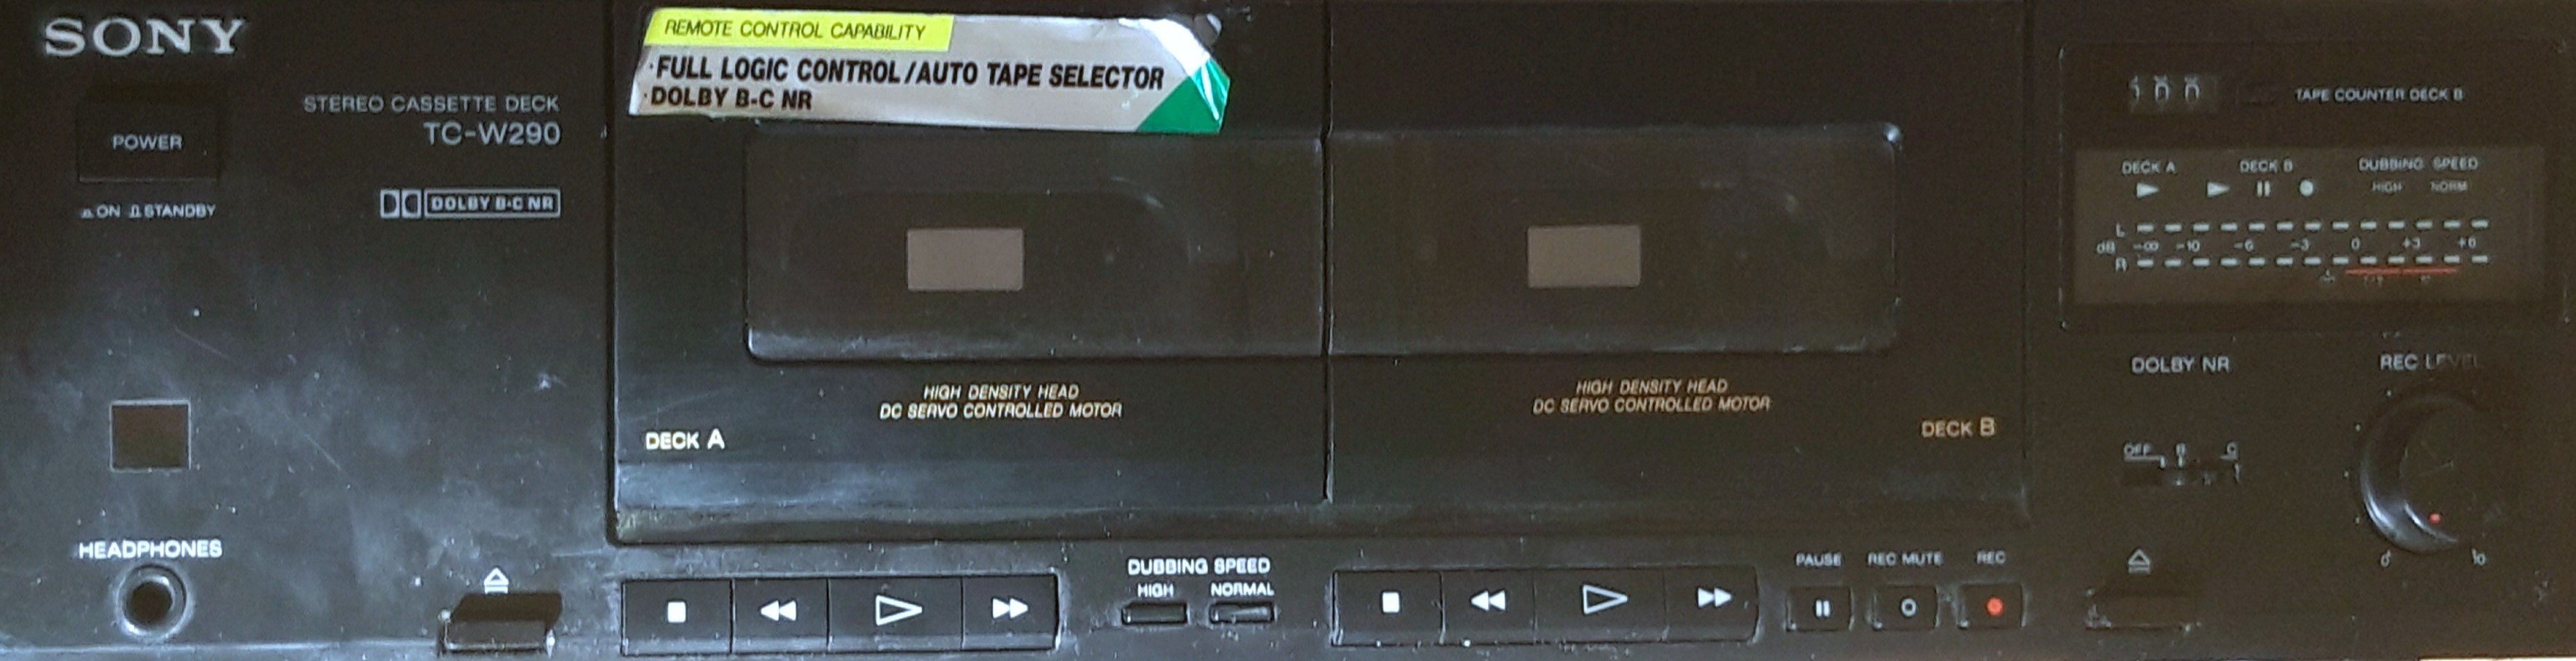 SONY
POWER
ON STANDBY
STEREO CASSETTE DECK
TC-W290
DOLBY B-C NR
HEADPHONES
REMOTE CONTROL CAPABILITY
·FULL LOGIC CONTROL/AUTO TAPE SELECTOR
·DOLBY B-C NR
HIGH DENSITY HEAD
DC SERVO CONTROLLED MOTOR
DECK A
HIGH DENSITY HEAD
DC SERVO CONTROLLED MOTOR
DECK B
DUBBING SPEED
HIGH NORMAL
PAUSE REC MUTE REC
TAPE COUNTER DECK B
DECK A DECK B DUBBING SPEED
HIGH NORM
L
dB -∞ -10 -6 -3 0 +3 +6
R
DOLBY NR
OFF B C
REC LEVEL
0 10